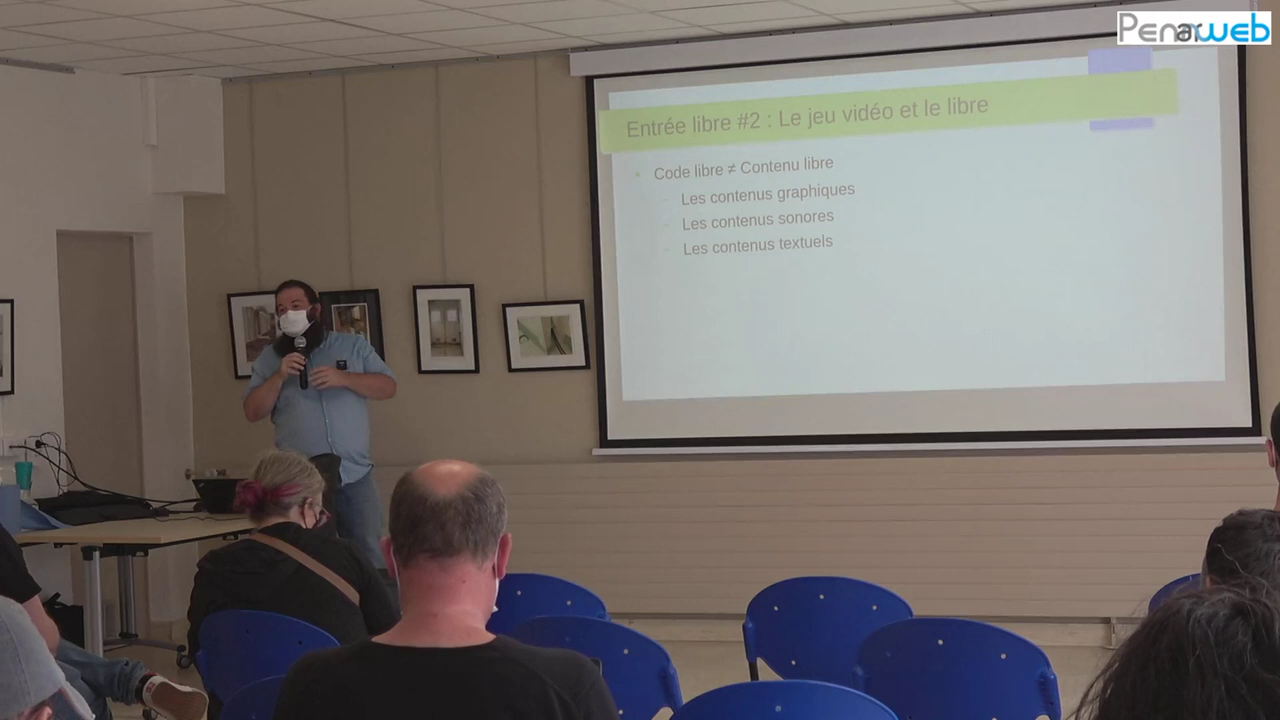 Penarweb
Entrée libre #2 : Le jeu vidéo et le libre
Code libre ≠ Contenu libre
Les contenus graphiques
Les contenus sonores
Les contenus textuels